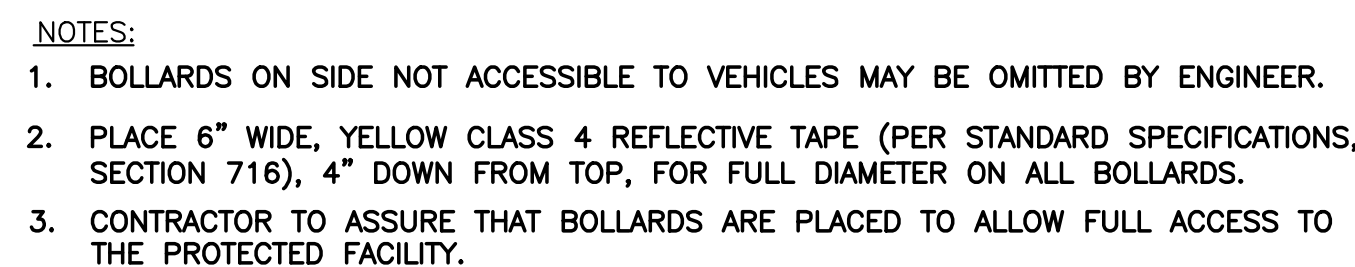 NOTES:
1. BOLLARDS ON SIDE NOT ACCESSIBLE TO VEHICLES MAY BE OMITTED BY ENGINEER.
2. PLACE 6” WIDE, YELLOW CLASS 4 REFLECTIVE TAPE (PER STANDARD SPECIFICATIONS,
SECTION 716), 4” DOWN FROM TOP, FOR FULL DIAMETER ON ALL BOLLARDS.
3. CONTRACTOR TO ASSURE THAT BOLLARDS ARE PLACED TO ALLOW FULL ACCESS TO
THE PROTECTED FACILITY.